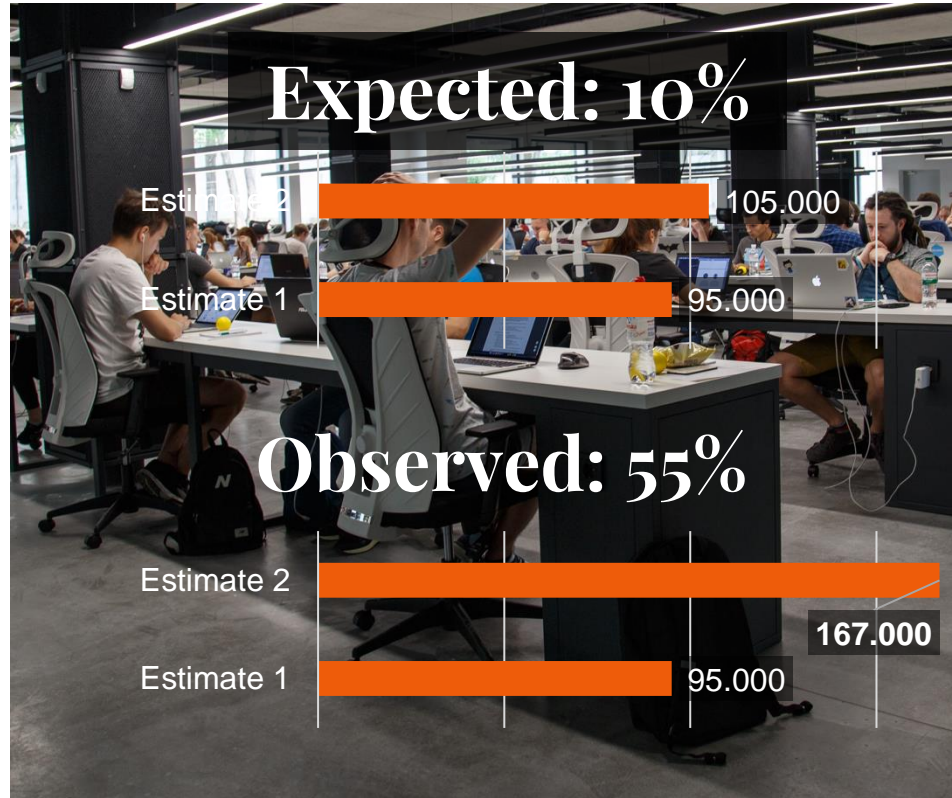 Expected: 10%
Estimate 2
105.000
Estimate 1
95.000
Observed: 55%
Estimate 2
167.000
Estimate 1
95.000
N